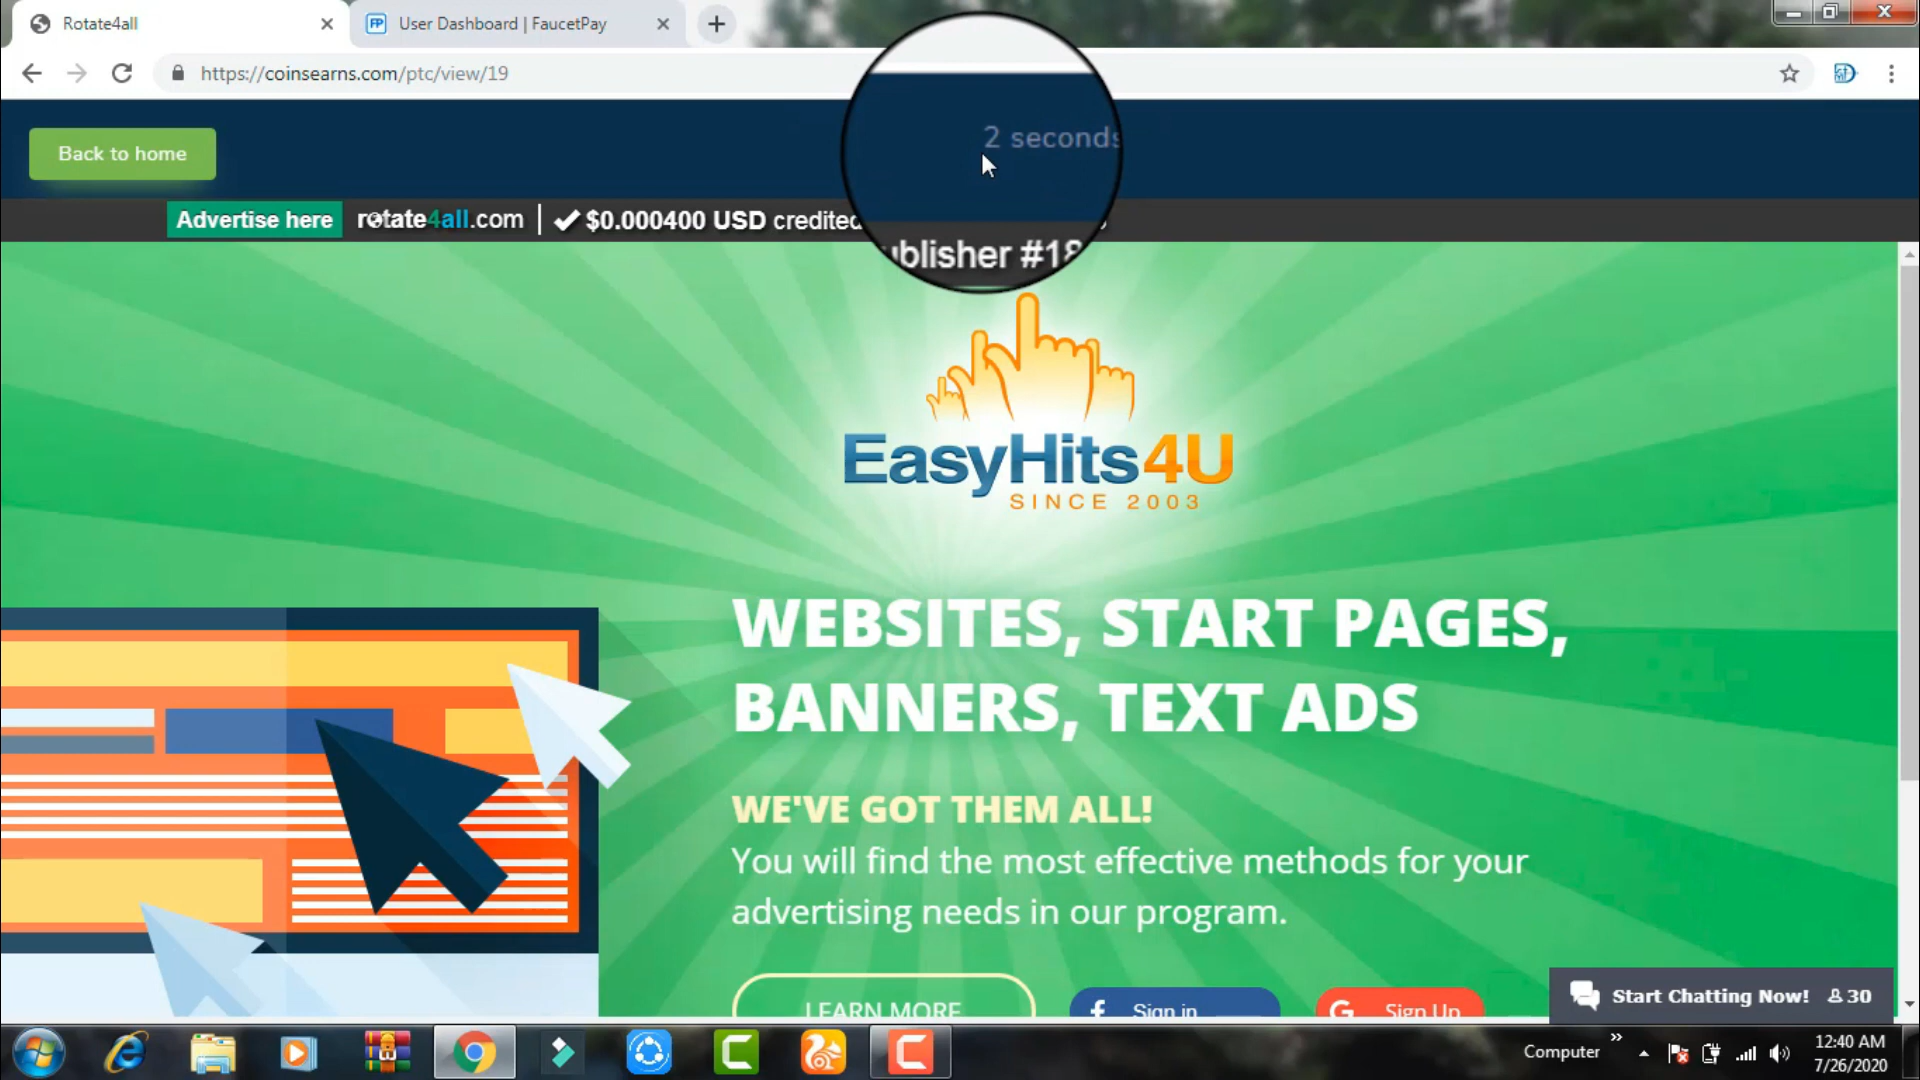 Rotate4all
User Dashboard | FaucetPay
https://coinsearns.com/ptc/view/19
Back to home
2 seconds
Advertise here rotate4all.com | $0.000400 USD credited
#18
EasyHits4U
SINCE 2003
WEBSITES, START PAGES,
BANNERS, TEXT ADS
WE'VE GOT THEM ALL!
You will find the most effective methods for your
advertising needs in our program.
LEARN MORE
Sign in
Sign Up
Start Chatting Now! 30
Computer
12:40 AM
7/26/2020